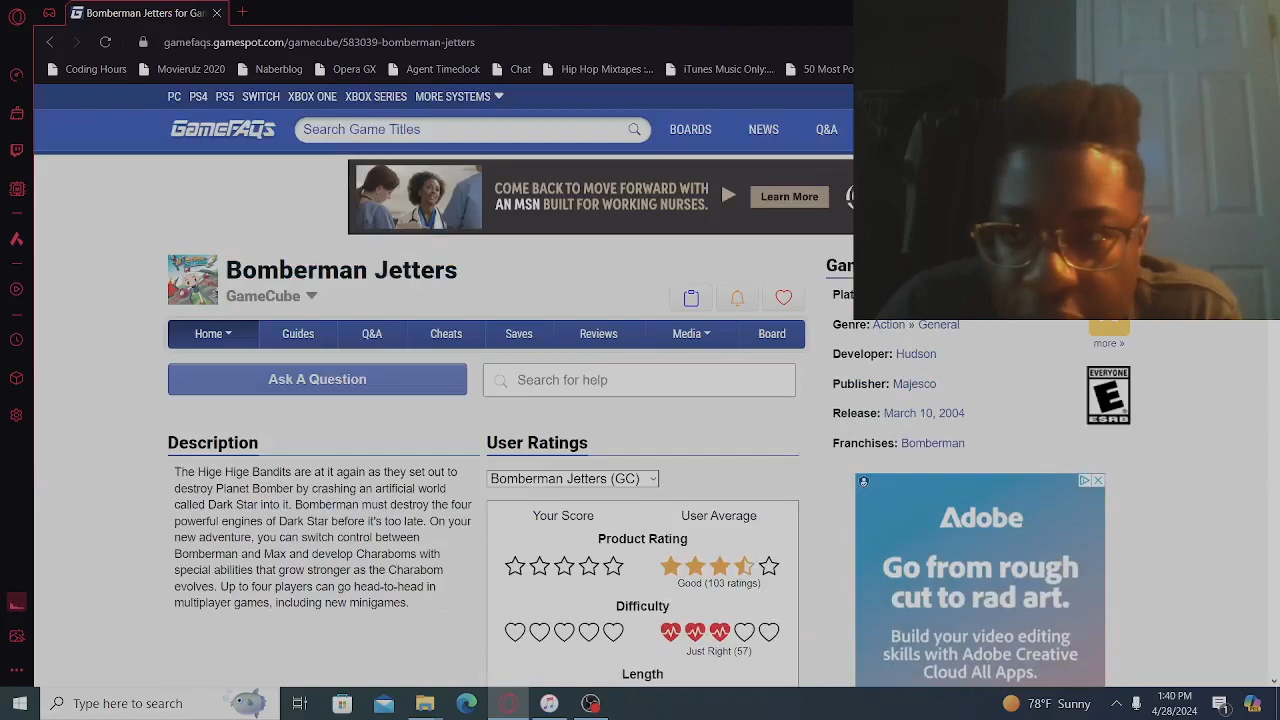 Bomberman Jetters for Gam
gamefaqs.gamespot.com/gamecube/583039-bomberman-jetters
Coding Hours Movierulz 2020 Naberblog Opera GX Agent Timeclock Chat Hip Hop Mixtapes :... iTunes Music Only:... 50 Most Po
PC PS4 PS5 SWITCH XBOX ONE XBOX SERIES MORE SYSTEMS
GameFAQs Search Game Titles BOARDS NEWS Q&A
COME BACK TO MOVE FORWARD WITH
AN MSN BUILT FOR WORKING NURSES.
Learn More
Bomberman Jetters
GameCube
Home Guides Q&A Cheats Saves Reviews Media Board
Ask A Question Search for help
Description
The Hige Hige Bandits are at it again as they set out to
destroy Planet Bomber by crashing an artificial world
called Dark Star into it. Bomberman must destroy the four
powerful engines of Dark Star before it's too late. On your
new adventure, you can switch control between
Bomberman and Max and develop Charaboms with
special abilities that grow stronger as the Charabom
evolves. Up to four players can go head-to-head in
multiplayer games, including new minigames.
User Ratings
Bomberman Jetters (GC)
Your Score User Average
Product Rating
Good (103 ratings)
Difficulty
Just Right (57)
Length
Gam
Plat
Genre: Action » General
Developer: Hudson
Publisher: Majesco
Release: March 10, 2004
Franchises: Bomberman
more »
EVERYONE
E
ESRB
Adobe
Go from rough
cut to rad art.
Build your video editing
skills with Adobe Creative
Cloud All Apps.
Type here to search
78°F Sunny
1:40 PM
4/28/2024